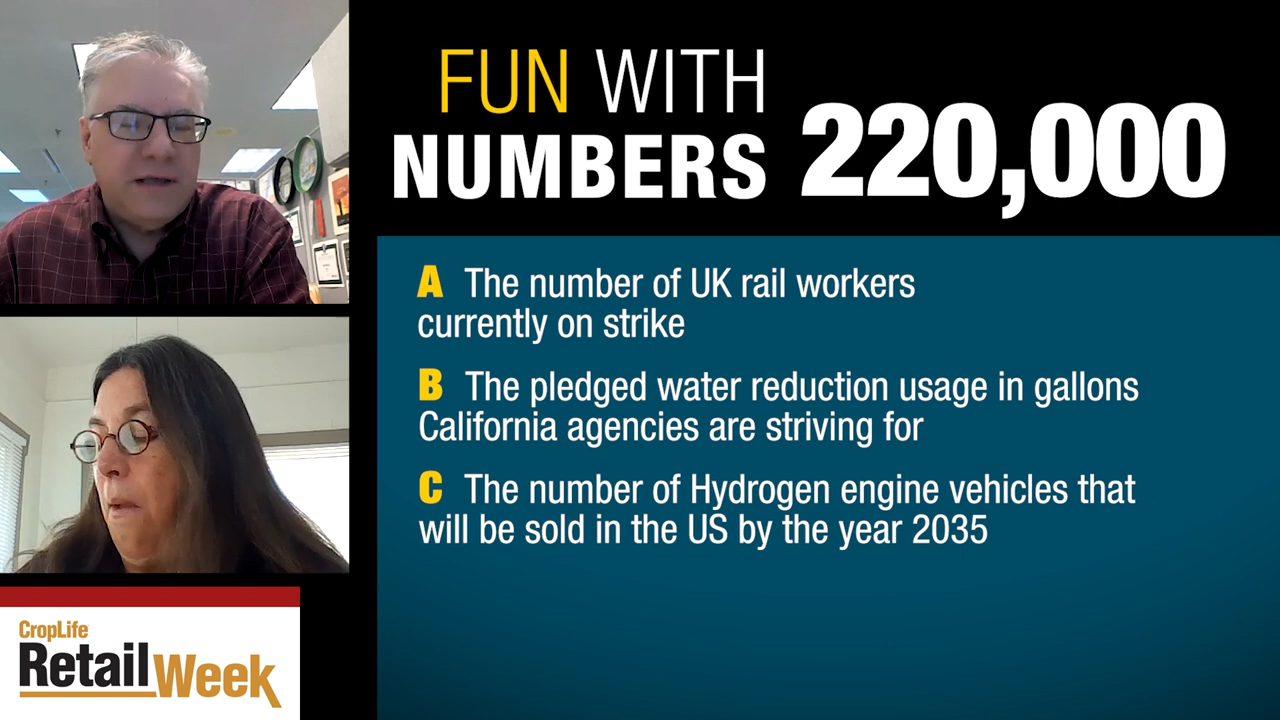 FUN WITH
NUMBERS 220,000
A The number of UK rail workers
currently on strike
B The pledged water reduction usage in gallons
California agencies are striving for
C The number of Hydrogen engine vehicles that
will be sold in the US by the year 2035
CropLife
RetailWeek